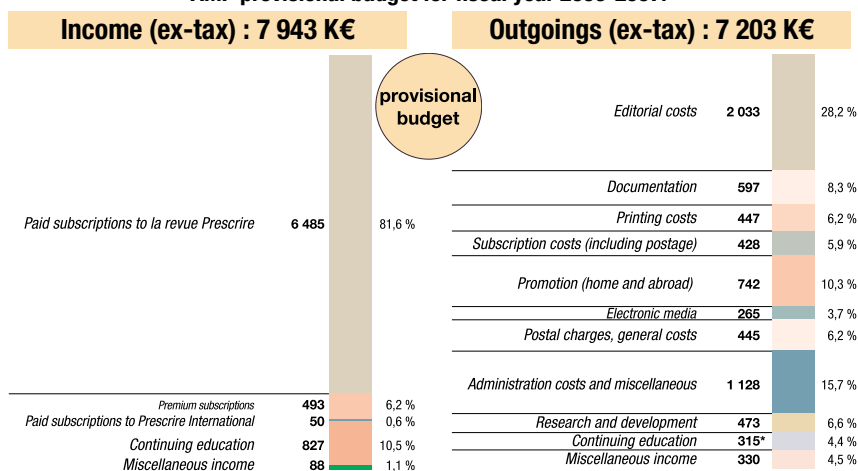 Income (ex-tax) : 7 943 K€
Outgoings (ex-tax) : 7 203 K€
provisional
budget
Paid subscriptions to la revue Prescrire 6 485 81,6 %
Premium subscriptions 493 6,2 %
Paid subscriptions to Prescrire International 50 0,6 %
Continuing education 827 10,5 %
Miscellaneous income 88 1,1 %
Editorial costs 2 033 28,2 %
Documentation 597 8,3 %
Printing costs 447 6,2 %
Subscription costs (including postage) 428 5,9 %
Promotion (home and abroad) 742 10,3 %
Electronic media 265 3,7 %
Postal charges, general costs 445 6,2 %
Administration costs and miscellaneous 1 128 15,7 %
Research and development 473 6,6 %
Continuing education 315* 4,4 %
Miscellaneous income 330 4,5 %